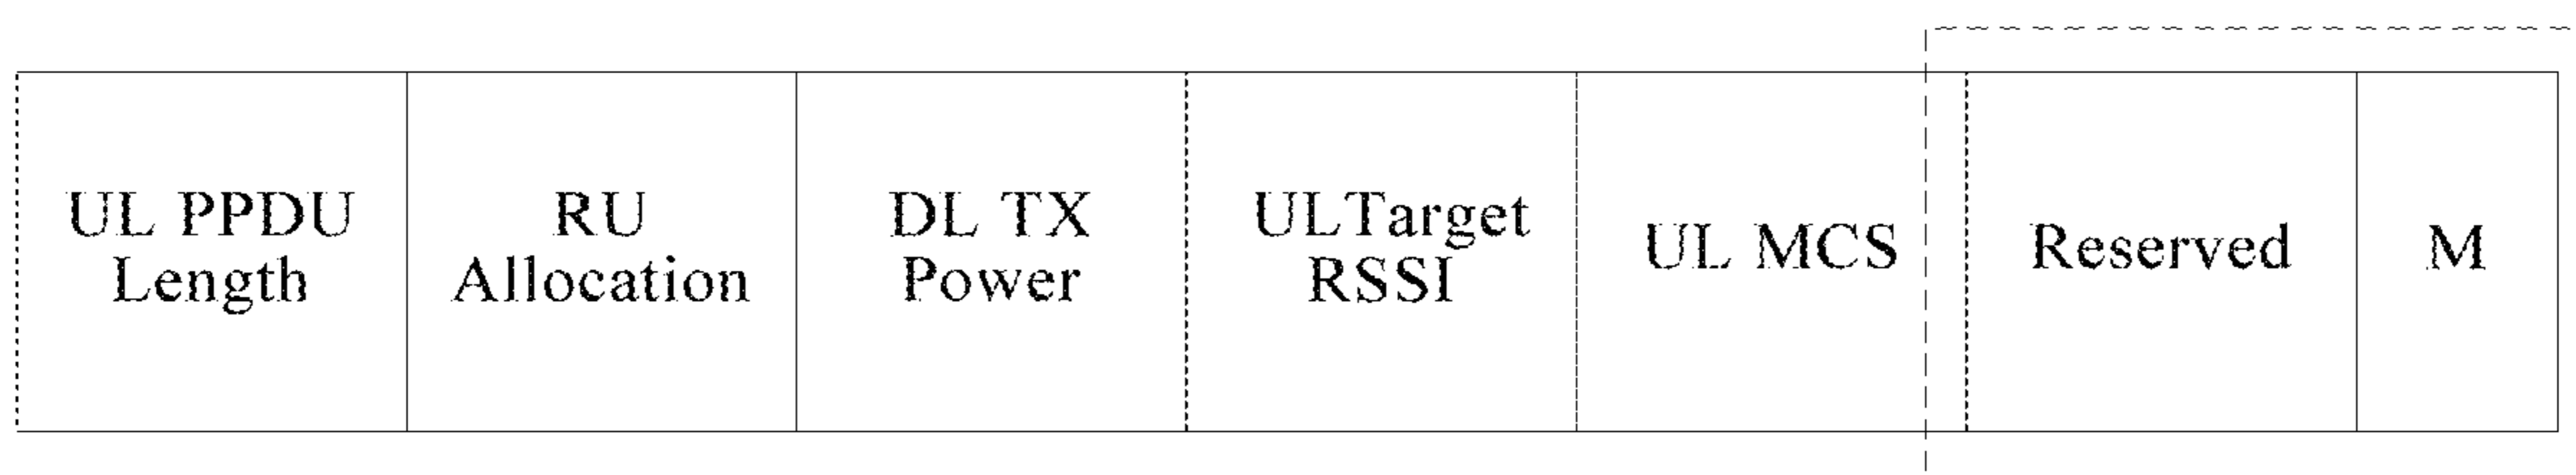 UL PPDU
Length
RU
Allocation
DL TX
Power
ULTarget
RSSI
UL MCS
Reserved
M